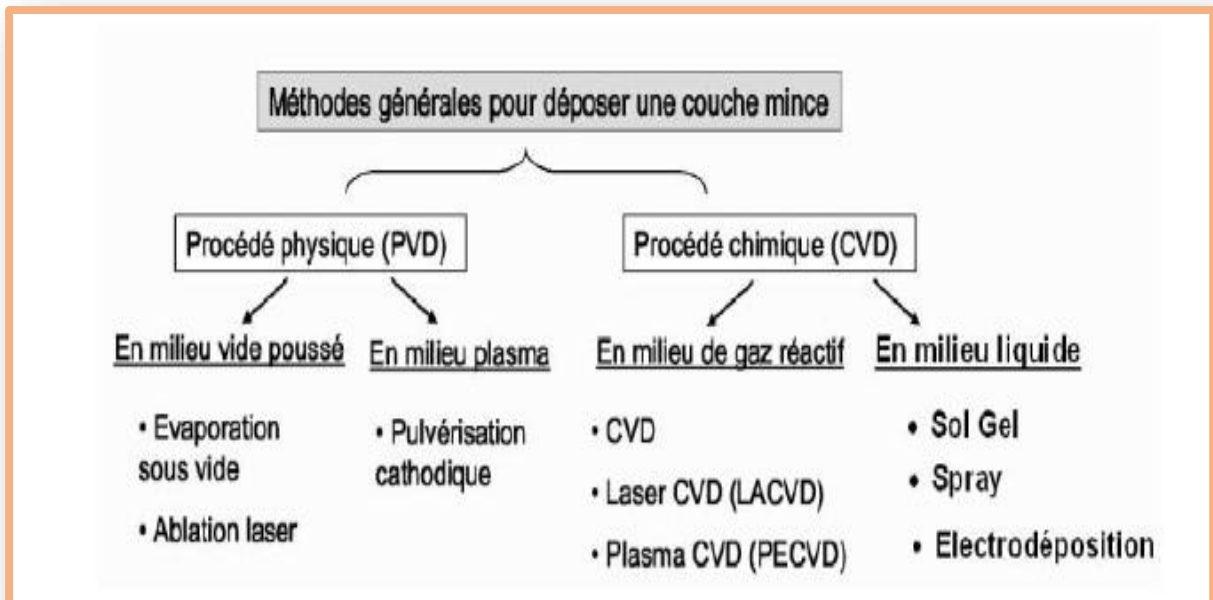 Méthodes générales pour déposer une couche mince
Procédé physique (PVD)
Procédé chimique (CVD)
En milieu vide poussé
• Evaporation
sous vide
• Ablation laser
En milieu plasma
• Pulvérisation
cathodique
En milieu de gaz réactif
• CVD
• Laser CVD (LACVD)
• Plasma CVD (PECVD)
En milieu liquide
• Sol Gel
• Spray
• Electrodéposition